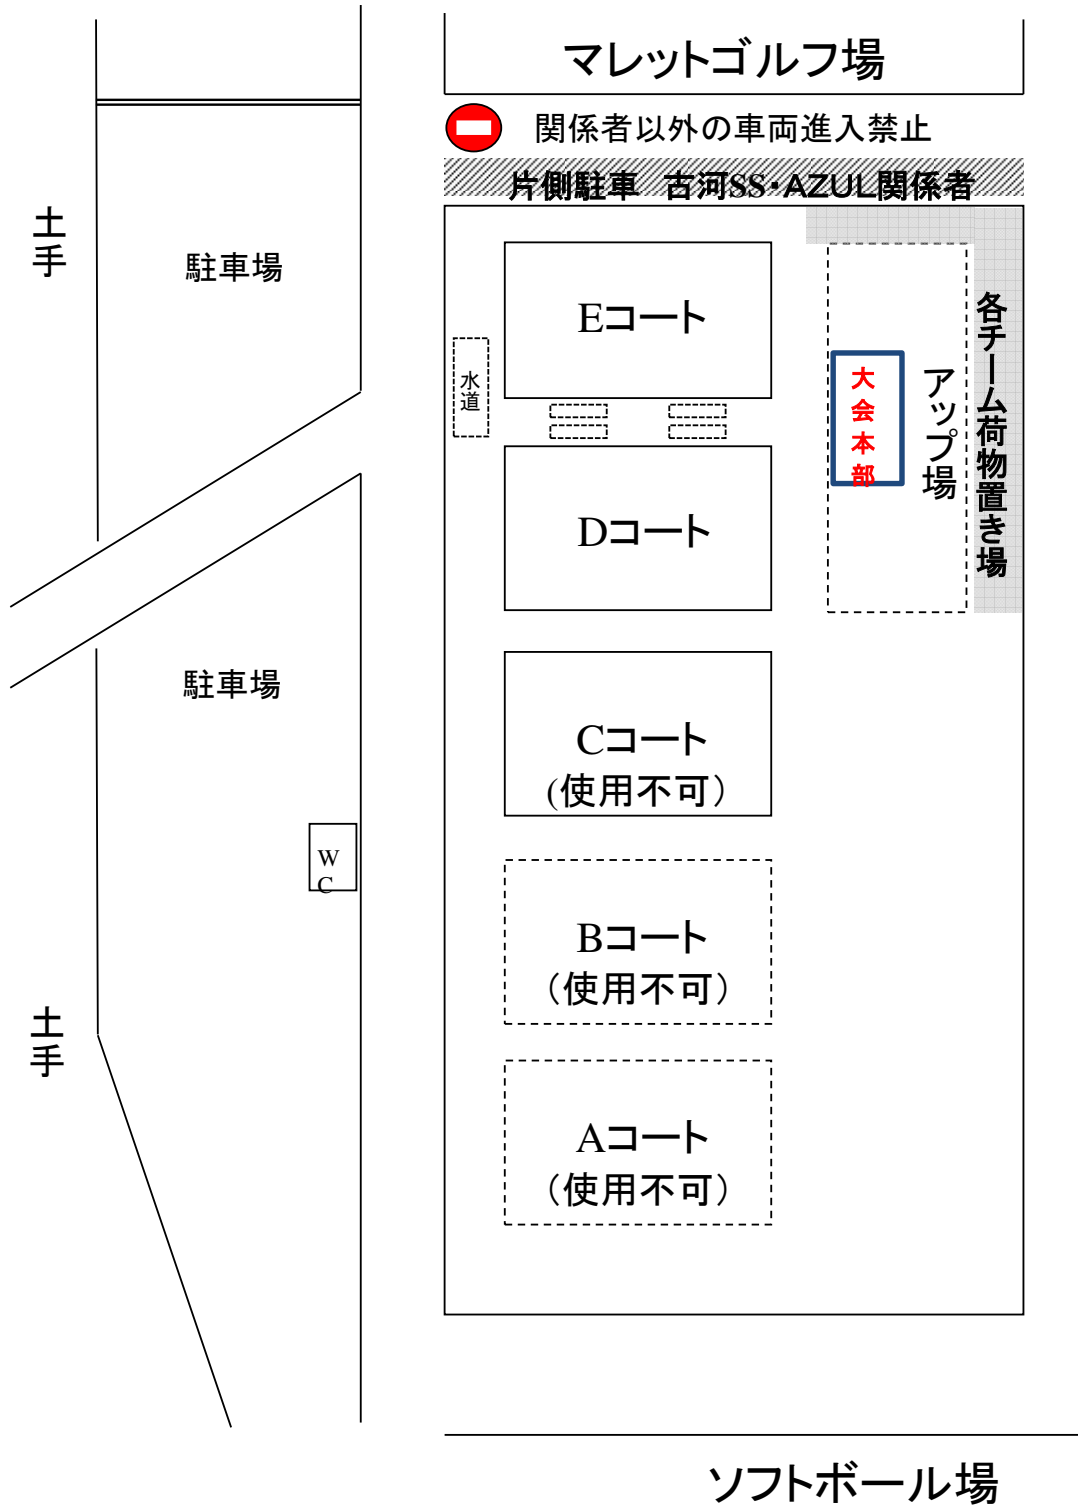 マレットゴルフ場
関係者以外の車両進入禁止
片側駐車　古河SS・AZUL関係者
土手
駐車場
Eコート
水道
大会本部
アップ場
各チーム荷物置き場
Dコート
駐車場
Cコート
(使用不可）
WC
Bコート
（使用不可）
土手
Aコート
（使用不可）
ソフトボール場